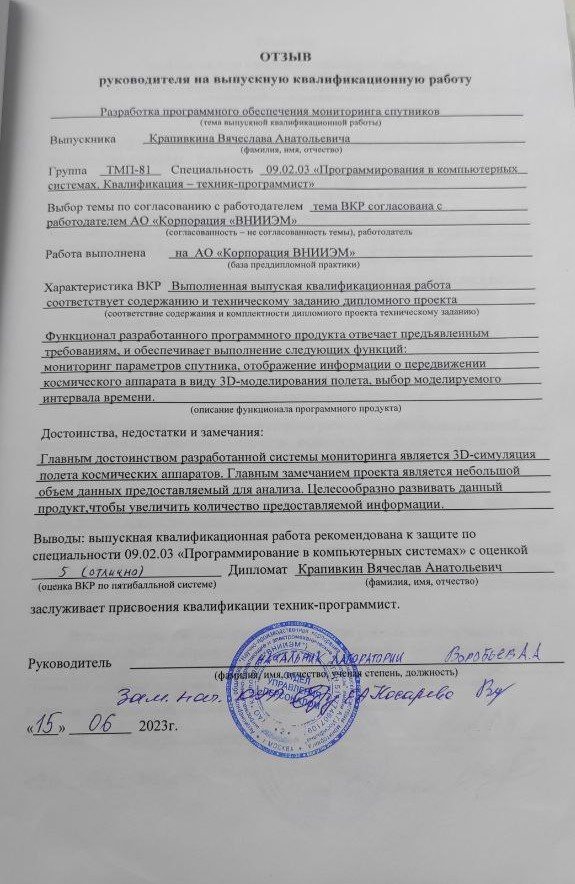 ОТЗЫВ
руководителя на выпускную квалификационную работу
Разработка программного обеспечения мониторинга спутников
(тема выпускной квалификационной работы)
Выпускника Крапивкина Вячеслава Анатольевича
(фамилия, имя, отчество)
Группа ТМП-81 Специальность 09.02.03 «Программирования в компьютерных
системах. Квалификация – техник-программист»
Выбор темы по согласованию с работодателем тема ВКР согласована с
работодателем АО «Корпорация «ВНИИЭМ»
(согласованность – не согласованность темы), работодатель
Работа выполнена на АО «Корпорация ВНИИЭМ»
(база преддипломной практики)
Характеристика ВКР Выполненная выпуская квалификационная работа
соответствует содержанию и техническому заданию дипломного проекта
(соответствие содержания и комплектности дипломного проекта техническому заданию)
Функционал разработанного программного продукта отвечает предъявленным
требованиям, и обеспечивает выполнение следующих функций:
мониторинг параметров спутника, отображение информации о передвижении
космического аппарата в виду 3D-моделирования полета, выбор моделируемого
интервала времени.
(описание функционала программного продукта)
Достоинства, недостатки и замечания:
Главным достоинством разработанной системы мониторинга является 3D-симуляция
полета космических аппаратов. Главным замечанием проекта является небольшой
объем данных предоставляемый для анализа. Целесообразно развивать данный
продукт,чтобы увеличить количество предоставляемой информации.
Выводы: выпускная квалификационная работа рекомендована к защите по
специальности 09.02.03 «Программирование в компьютерных системах» с оценкой
5 (отлично) Дипломат Крапивкин Вячеслав Анатольевич
(оценка ВКР по пятибалльной системе) (фамилия, имя, отчество)
заслуживает присвоения квалификации техник-программист.
Руководитель НАЧАЛЬНИК ЛАБОРАТОРИИ ВОРОБЬЕВ А.А
(фамилия, имя, отчество, ученая степень, должность)
Зам. нач. Косарева
«15» 06 2023г.
"ВНИИЭМ"
ОТДЕЛ
УПРАВЛЕНИЯ
ПЕРСОНАЛОМ
МОСКВА